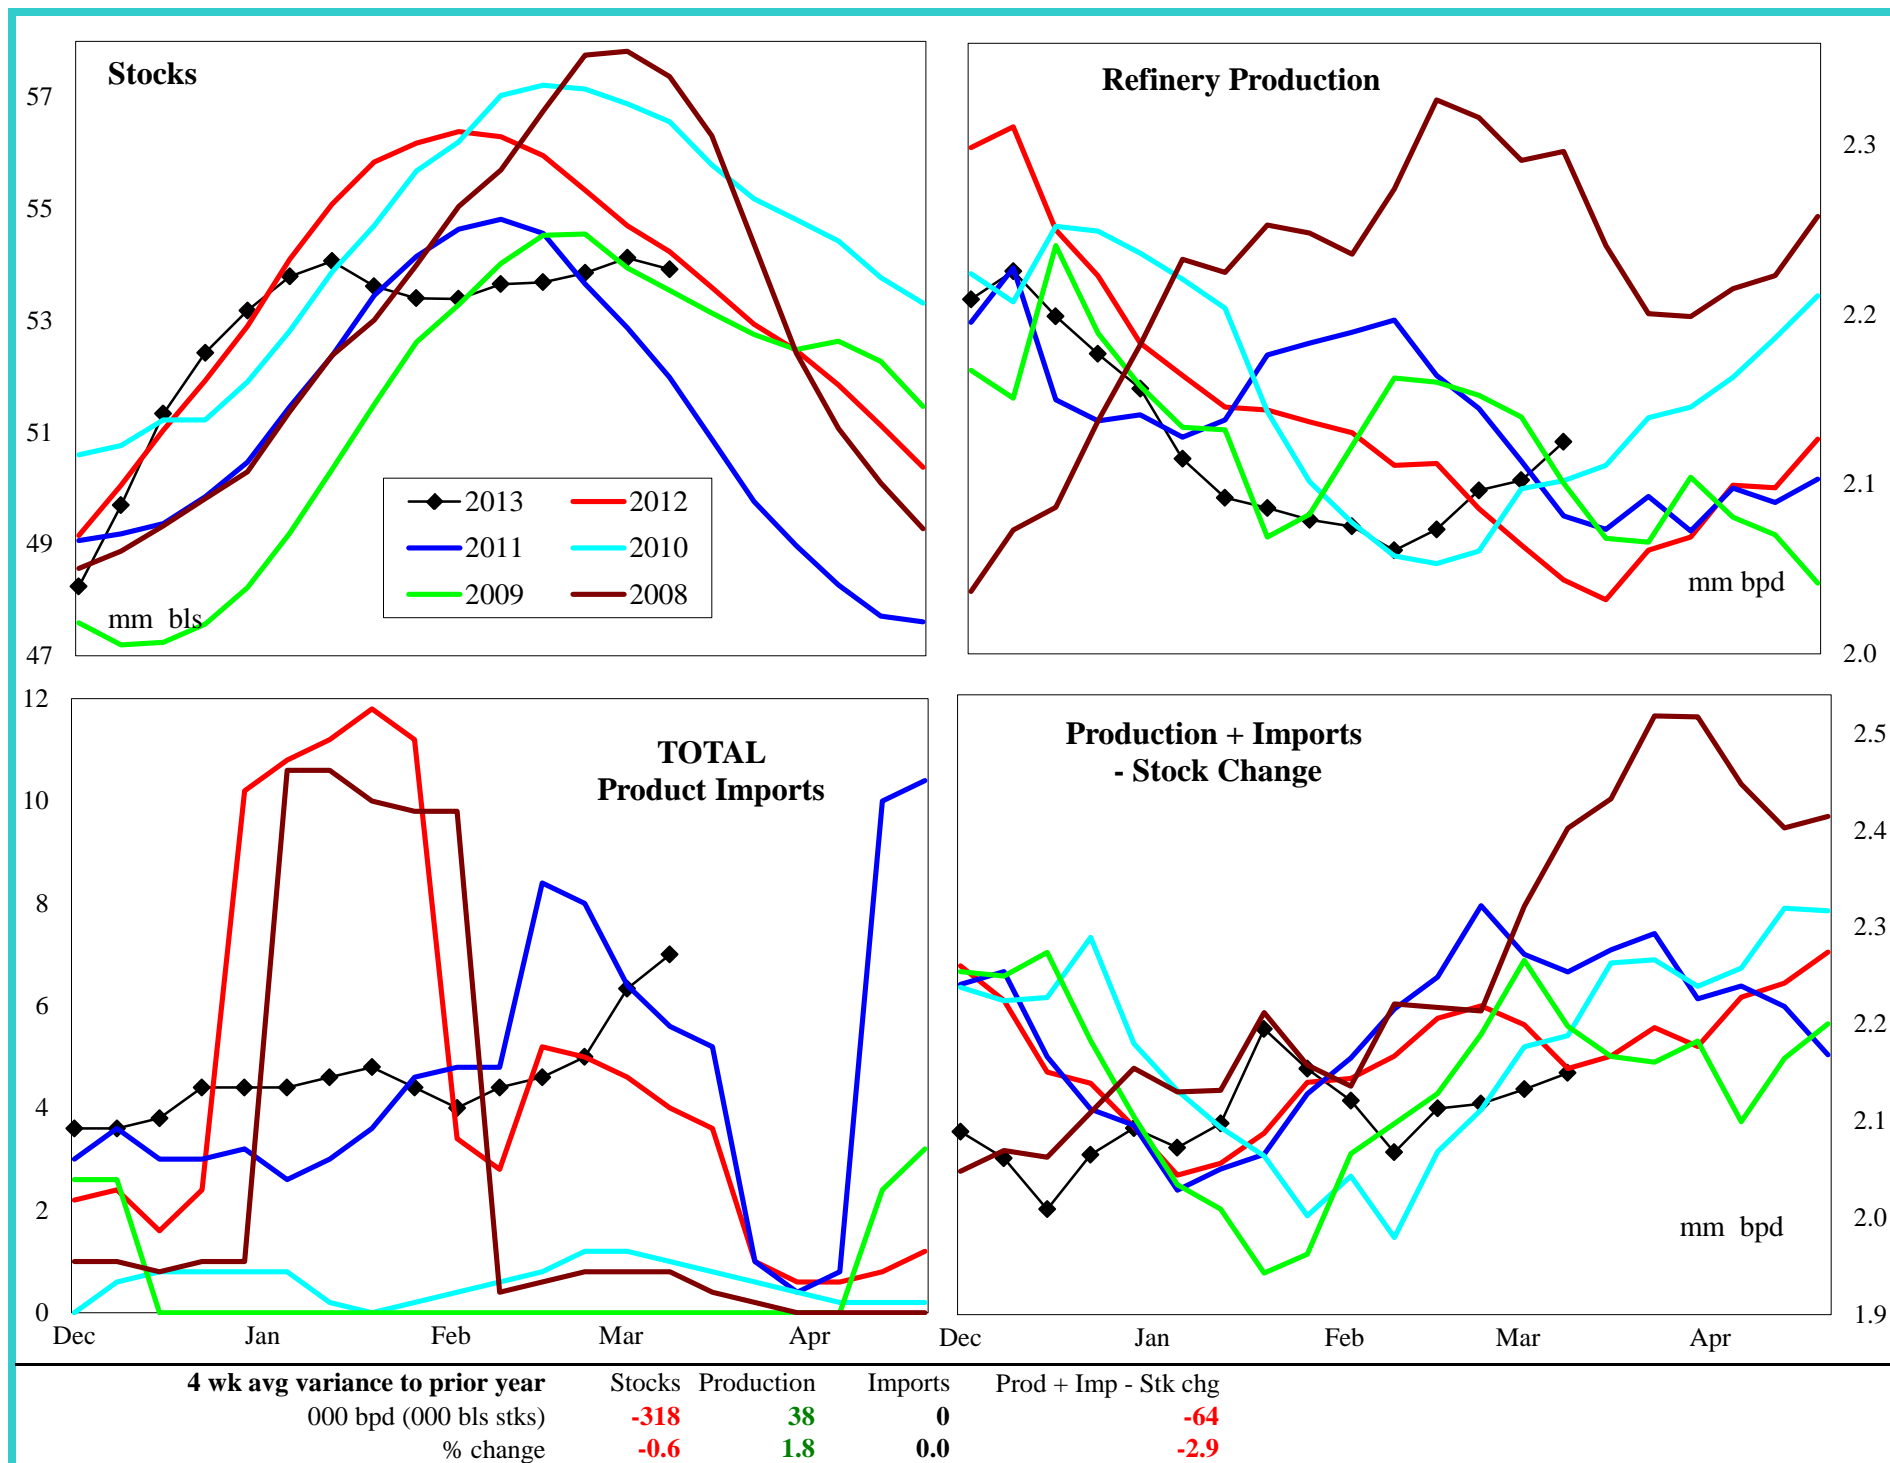 Stocks
57
55
53
51
49
47
mm bls
2013
2012
2011
2010
2009
2008
Refinery Production
2.3
2.2
2.1
2.0
mm bpd
TOTAL
Product Imports
12
10
8
6
4
2
0
Dec
Jan
Feb
Mar
Apr
Production + Imports
- Stock Change
2.5
2.4
2.3
2.2
2.1
2.0
1.9
mm bpd
Dec
Jan
Feb
Mar
Apr
4 wk avg variance to prior year Stocks Production Imports Prod + Imp - Stk chg
000 bpd (000 bls stks) -318 38 0 -64
% change -0.6 1.8 0.0 -2.9